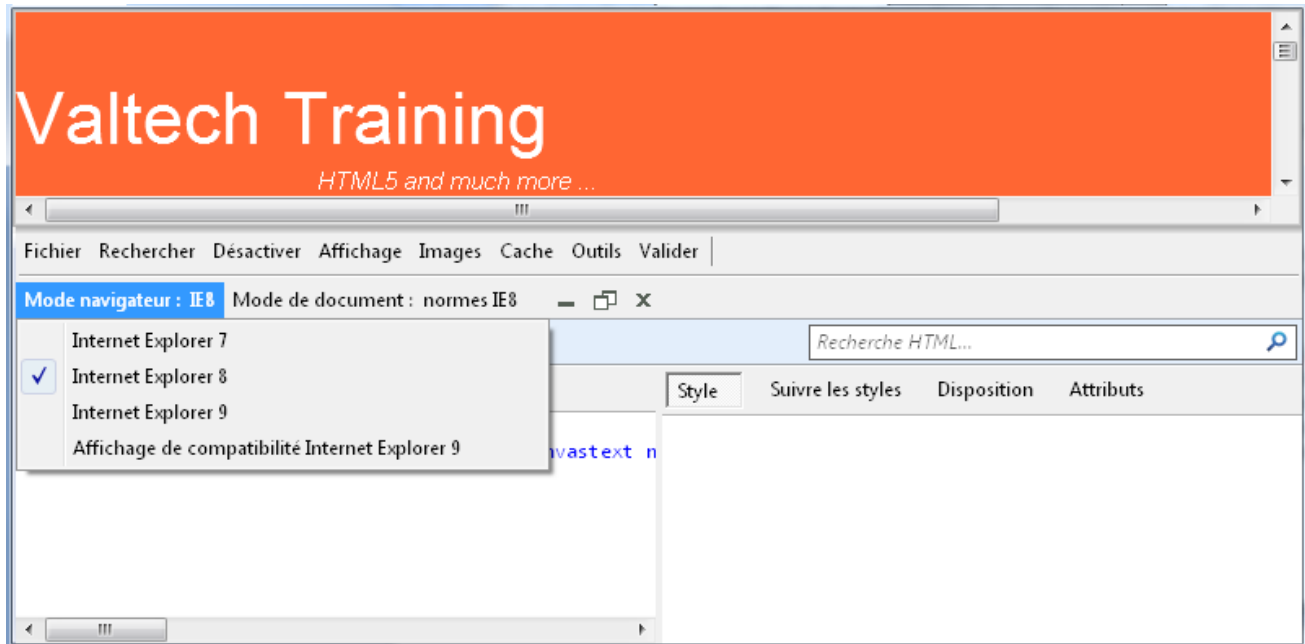 Valtech Training
HTML5 and much more ...
Fichier Rechercher Désactiver Affichage Images Cache Outils Valider
Mode navigateur : IE8 Mode de document : normes IE8
Internet Explorer 7
Recherche HTML...
Internet Explorer 8
Style Suivre les styles Disposition Attributs
Internet Explorer 9
Affichage de compatibilité Internet Explorer 9
vastext n